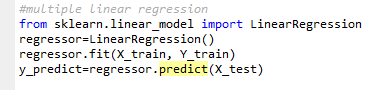 #multiple linear regression
from sklearn.linear_model import LinearRegression
regressor=LinearRegression()
regressor.fit(X_train, Y_train)
y_predict=regressor.predict(X_test)